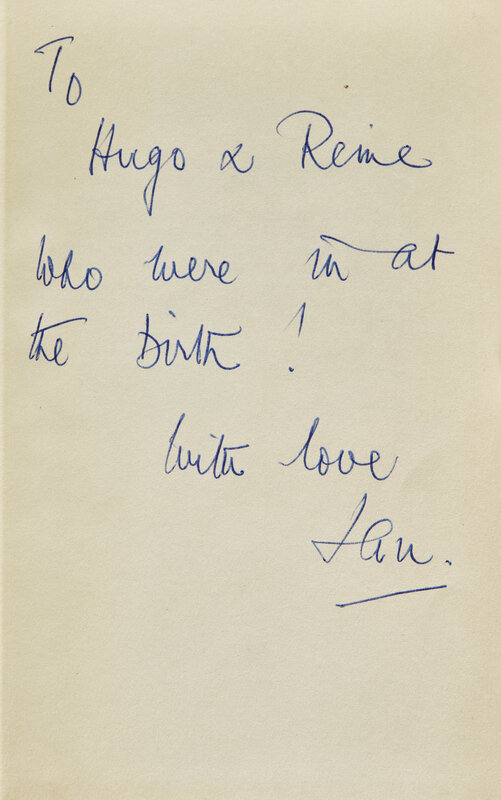 To
Hugo & Reine
who were in at
the birth!
with love
Ian.